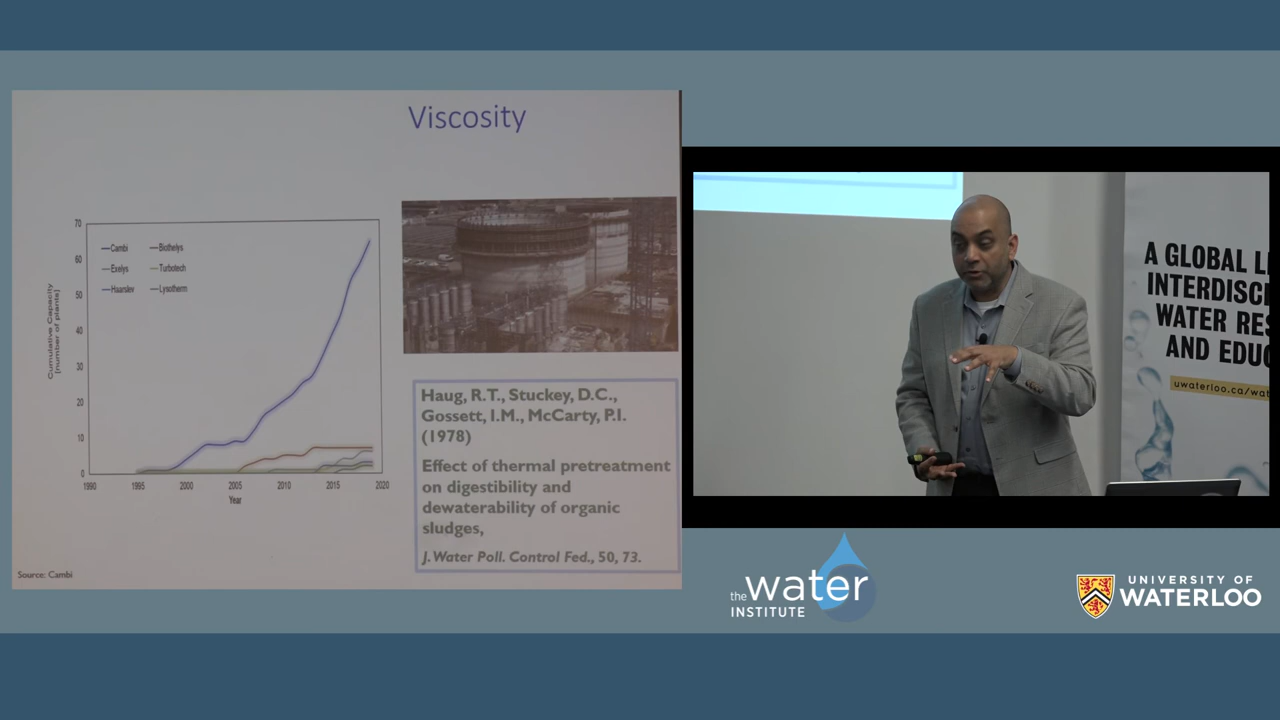 Viscosity
70
60
50
40
30
20
10
0
Cumulative Capacity
[number of plants]
Cambi
Biothelys
Exelys
Turbotech
Haarslev
Lysotherm
1990
1995
2000
2005
2010
2015
2020
Year
Haug, R.T., Stuckey, D.C.,
Gossett, I.M., McCarty, P.I.
(1978)
Effect of thermal pretreatment
on digestibility and
dewaterability of organic
sludges,
J. Water Poll. Control Fed., 50, 73.
Source: Cambi
A GLOBAL L
INTERDISCI
WATER RES
AND EDUC
uwaterloo.ca/wat
the water
INSTITUTE
UNIVERSITY OF
WATERLOO